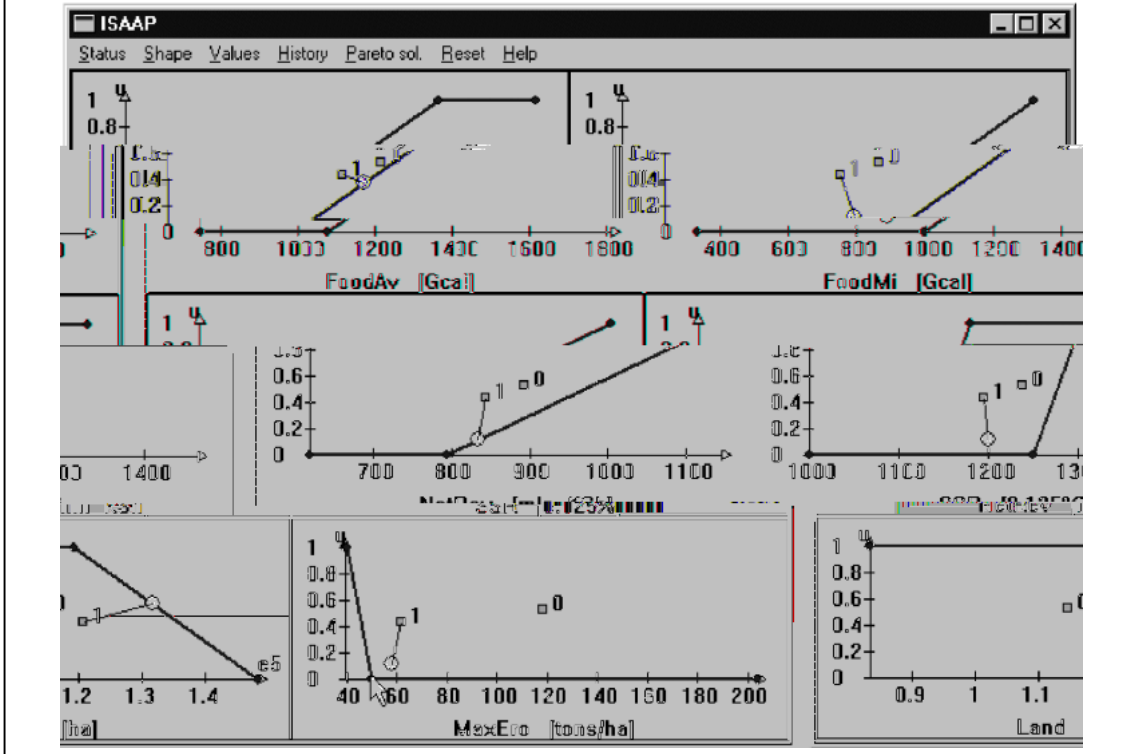 ISAAP
Status Shape Values History Pareto sol. Reset Help
1 u
0.8
1 u
0.8
1
0.4
0.2
0
800 1000 1200 1400 1600 1800
FoodAv [Gcal]
1 0
0.4
0.2
0
400 600 800 1000 1200 1400
FoodMi [Gcal]
1 u
1 u
0.6
0.4
0.2
0
1 0
700 800 900 1000 1100
1400
0.6
0.4
0.2
0
1 0
1000 1100 1200
1
e5
1.2 1.3 1.4
[ha]
1 u
0.8
0.6
0.4
0.2
0
1 0
40 60 80 100 120 140 160 180 200
MaxEro [tons/ha]
1 u
0.8
0.6
0.4
0.2
0
0.9 1 1.1
Land